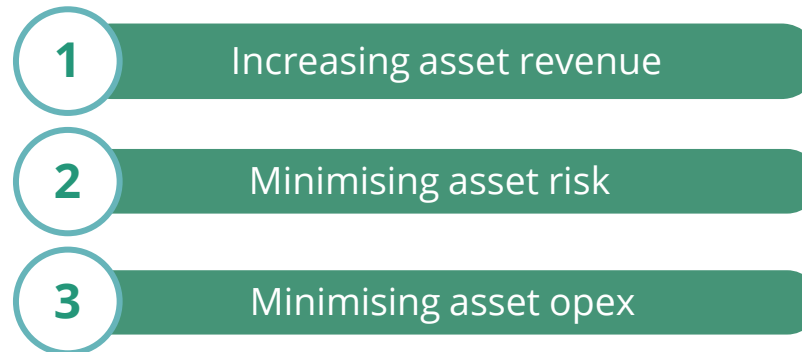 1 Increasing asset revenue
2 Minimising asset risk
3 Minimising asset opex